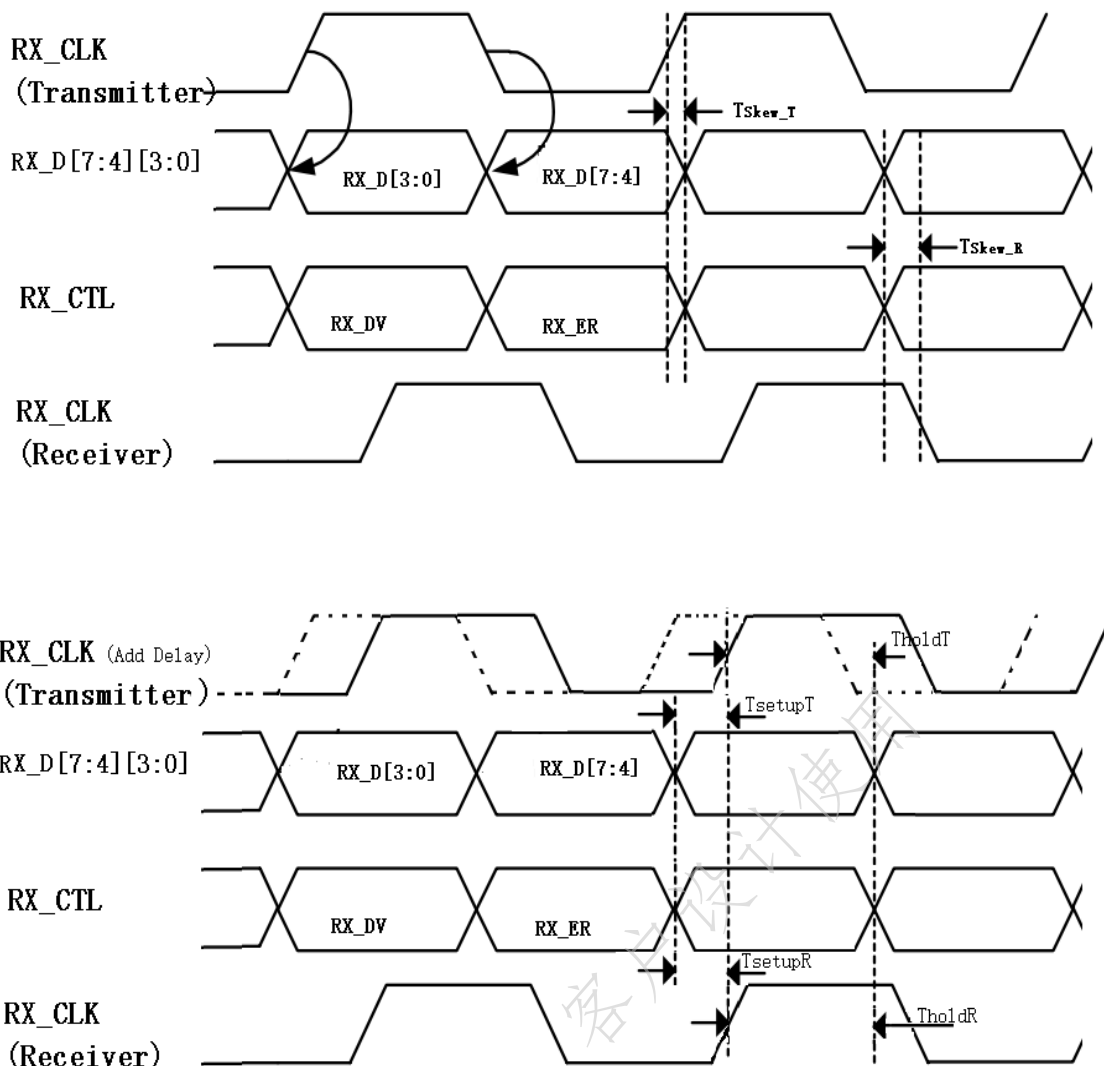 RX_CLK
(Transmitter)
TSkew_T
RX_D[7:4][3:0]
RX_D[3:0]
RX_D[7:4]
TSkew_R
RX_CTL
RX_DV
RX_ER
RX_CLK
(Receiver)
RX_CLK (Add Delay)
(Transmitter)
TholdT
TsetupT
RX_D[7:4][3:0]
RX_D[3:0]
RX_D[7:4]
RX_CTL
RX_DV
RX_ER
TsetupR
RX_CLK
(Receiver)
TholdR
客户设计使用